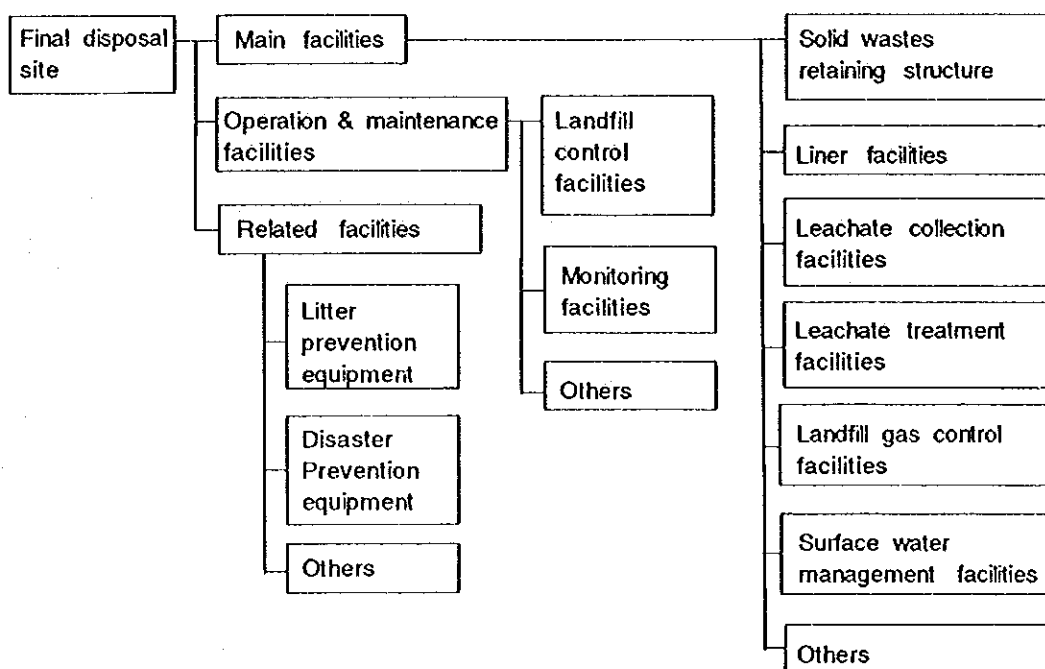 Final disposal
site
Main facilities
Operation & maintenance
facilities
Related facilities
Litter
prevention
equipment
Disaster
Prevention
equipment
Others
Landfill
control
facilities
Monitoring
facilities
Others
Solid wastes
retaining structure
Liner facilities
Leachate collection
facilities
Leachate treatment
facilities
Landfill gas control
facilities
Surface water
management facilities
Others